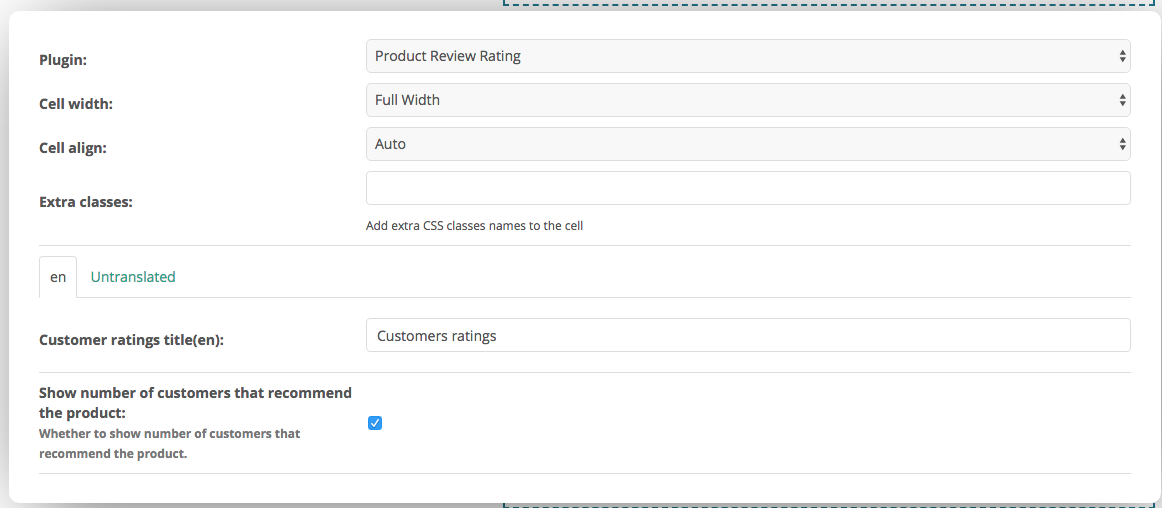 Plugin:
Product Review Rating
Cell width:
Full Width
Cell align:
Auto
Extra classes:
Add extra CSS classes names to the cell
en
Untranslated
Customer ratings title(en):
Customers ratings
Show number of customers that recommend
the product:
Whether to show number of customers that
recommend the product.